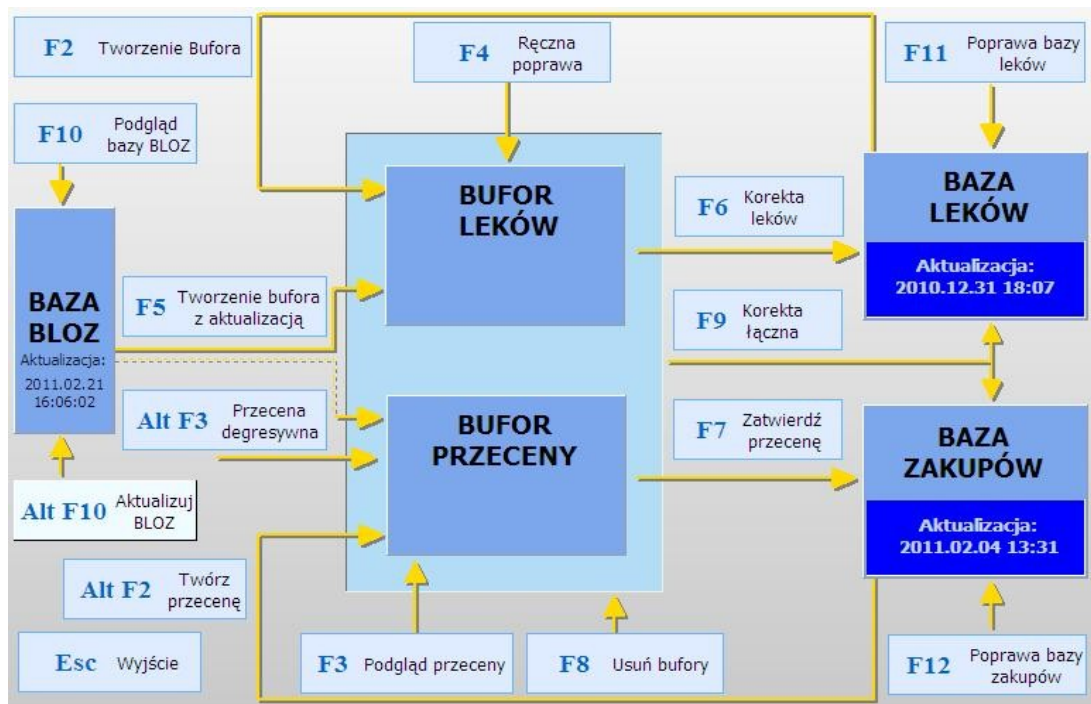 F2 Tworzenie Bufora
F4 Ręczna
poprawa
F11 Poprawa bazy
leków
F10 Podgląd
bazy BLOZ
BUFOR
LEKÓW
F6 Korekta
leków
BAZA
LEKÓW
Aktualizacja:
2010.12.31 18:07
BAZA
BLOZ
Aktualizacja:
2011.02.21
16:06:02
F5 Tworzenie bufora
z aktualizacją
F9 Korekta
łączna
Alt F3 Przecena
degresywna
BUFOR
PRZECENY
F7 Zatwierdź
przecenę
BAZA
ZAKUPÓW
Aktualizacja:
2011.02.04 13:31
Alt F10 Aktualizuj
BLOZ
Alt F2 Twórz
przecenę
Esc Wyjście
F3 Podgląd przeceny
F8 Usuń bufory
F12 Poprawa bazy
zakupów